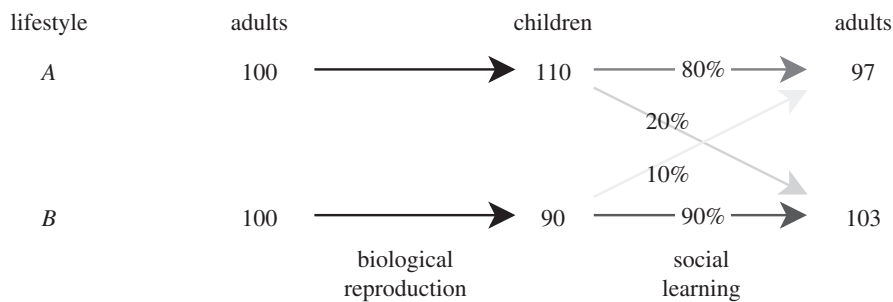 lifestyle adults children adults
A 100 110 80% 97
20%
10%
B 100 90 90% 103
biological social
reproduction learning